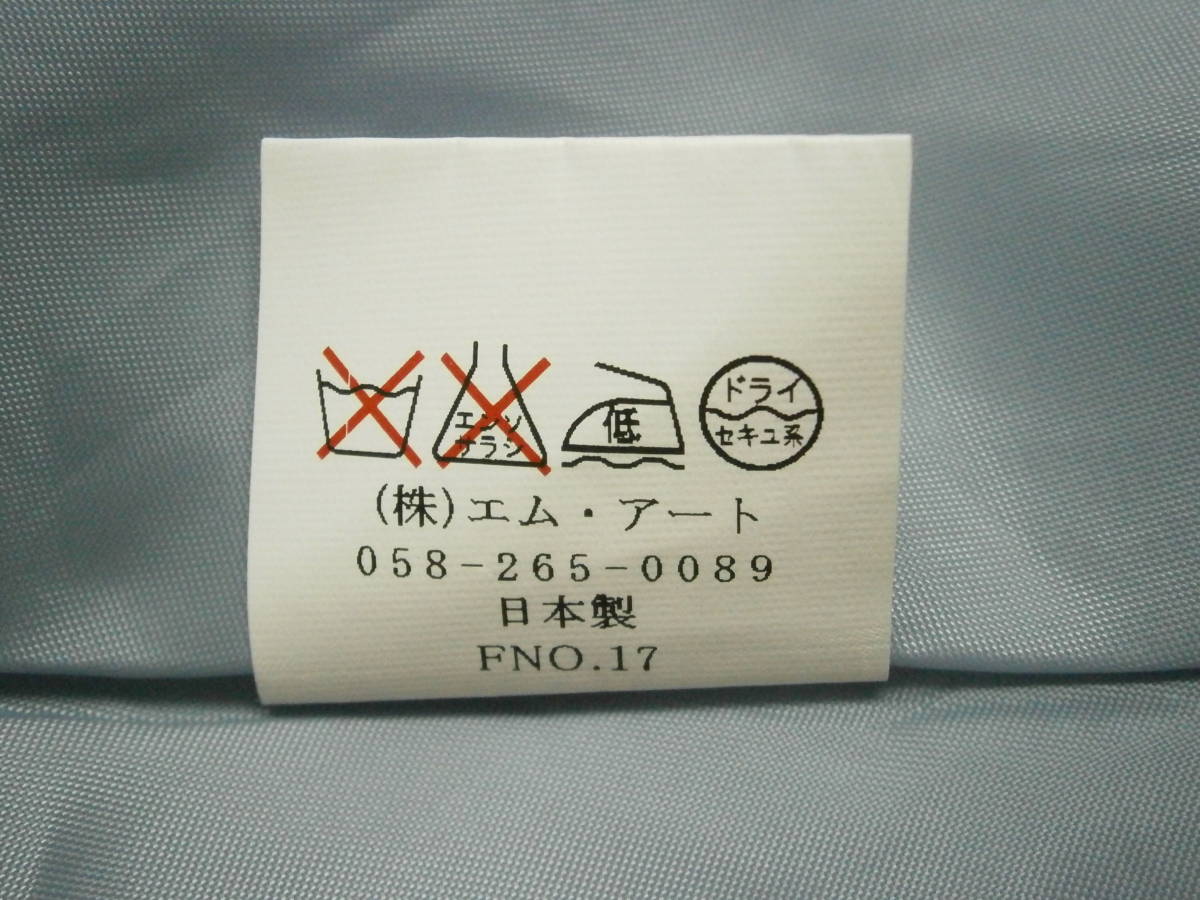 エンソ
サラシ
低
ドライ
セキユ系
(株)エム・アート
058-265-0089
日本製
FNO.17